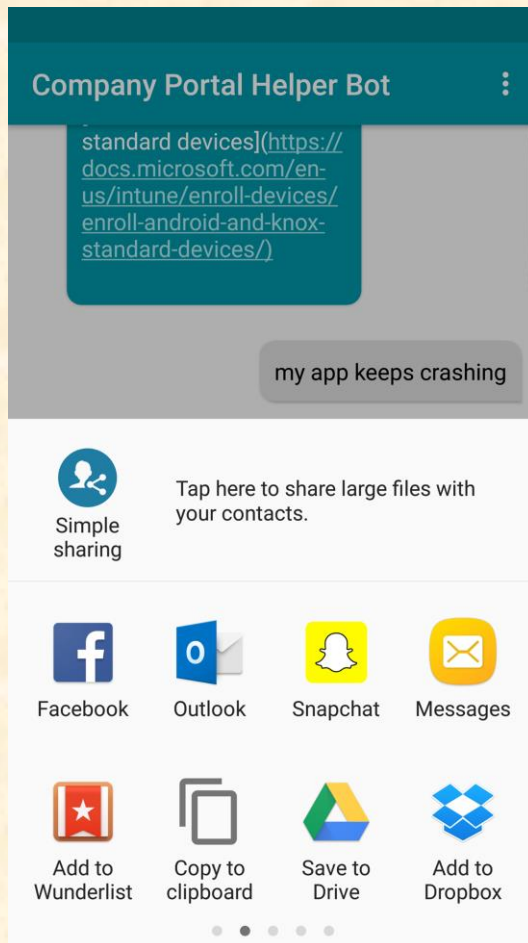 Company Portal Helper Bot
standard devices](https://
docs.microsoft.com/en-
us/intune/enroll-devices/
enroll-android-and-knox-
standard-devices/)
my app keeps crashing
Simple
sharing
Tap here to share large files with
your contacts.
Facebook
Outlook
Snapchat
Messages
Add to
Wunderlist
Copy to
clipboard
Save to
Drive
Add to
Dropbox